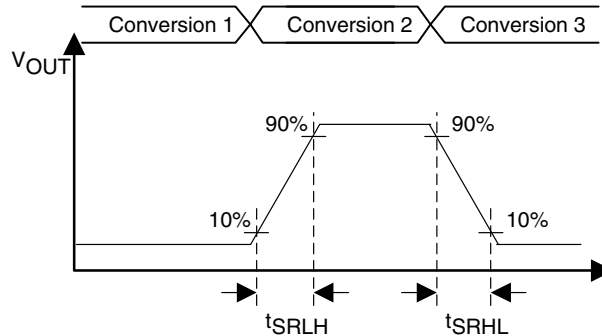 Conversion 1 Conversion 2 Conversion 3
VOUT
90% 90%
10% 10%
tSRLH tSRHL